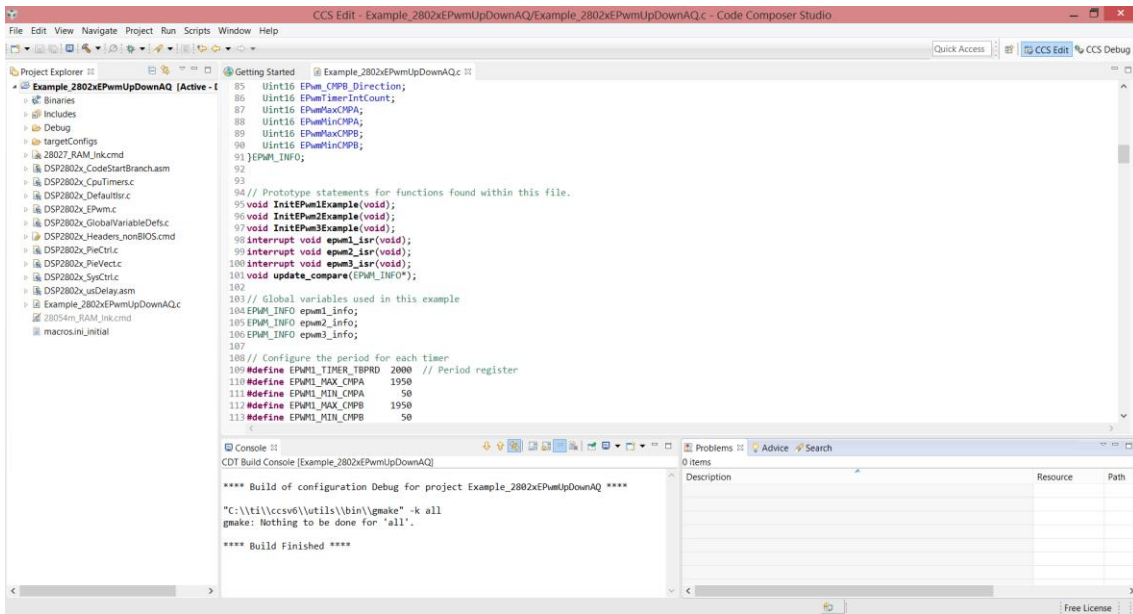 CCS Edit - Example_2802xEPwmUpDownAQ/Example_2802xEPwmUpDownAQ.c - Code Composer Studio
File Edit View Navigate Project Run Scripts Window Help
Quick Access CCS Edit CCS Debug
Project Explorer
Example_2802xEPwmUpDownAQ [Active - D
Binaries
Includes
Debug
targetConfigs
28027_RAM_lnk.cmd
DSP2802x_CodeStartBranch.asm
DSP2802x_CpuTimers.c
DSP2802x_DefaultIsr.c
DSP2802x_EPwm.c
DSP2802x_GlobalVariableDefs.c
DSP2802x_Headers_nonBIOS.cmd
DSP2802x_PieCtrl.c
DSP2802x_PieVect.c
DSP2802x_SysCtrl.c
DSP2802x_usDelay.asm
Example_2802xEPwmUpDownAQ.c
28054m_RAM_lnk.cmd
macros.ini_initial
Getting Started Example_2802xEPwmUpDownAQ.c
85 Uint16 EPwm_CMPB_Direction;
86 Uint16 EPwmTimerIntCount;
87 Uint16 EPwmMaxCMPA;
88 Uint16 EPwmMinCMPA;
89 Uint16 EPwmMaxCMPB;
90 Uint16 EPwmMinCMPB;
91 }EPWM_INFO;
92
93
94 // Prototype statements for functions found within this file.
95 void InitEPwm1Example(void);
96 void InitEPwm2Example(void);
97 void InitEPwm3Example(void);
98 interrupt void epwm1_isr(void);
99 interrupt void epwm2_isr(void);
100 interrupt void epwm3_isr(void);
101 void update_compare(EPWM_INFO*);
102
103 // Global variables used in this example
104 EPWM_INFO epwm1_info;
105 EPWM_INFO epwm2_info;
106 EPWM_INFO epwm3_info;
107
108 // Configure the period for each timer
109 #define EPWM1_TIMER_TBPRD 2000 // Period register
110 #define EPWM1_MAX_CMPA 1950
111 #define EPWM1_MIN_CMPA 50
112 #define EPWM1_MAX_CMPB 1950
113 #define EPWM1_MIN_CMPB 50
Console
CDT Build Console [Example_2802xEPwmUpDownAQ]
**** Build of configuration Debug for project Example_2802xEPwmUpDownAQ ****
"C:\\ti\\ccsv6\\utils\\bin\\gmake" -k all
gmake: Nothing to be done for 'all'.
**** Build Finished ****
Problems Advice Search
0 items
Description Resource Path
Free License